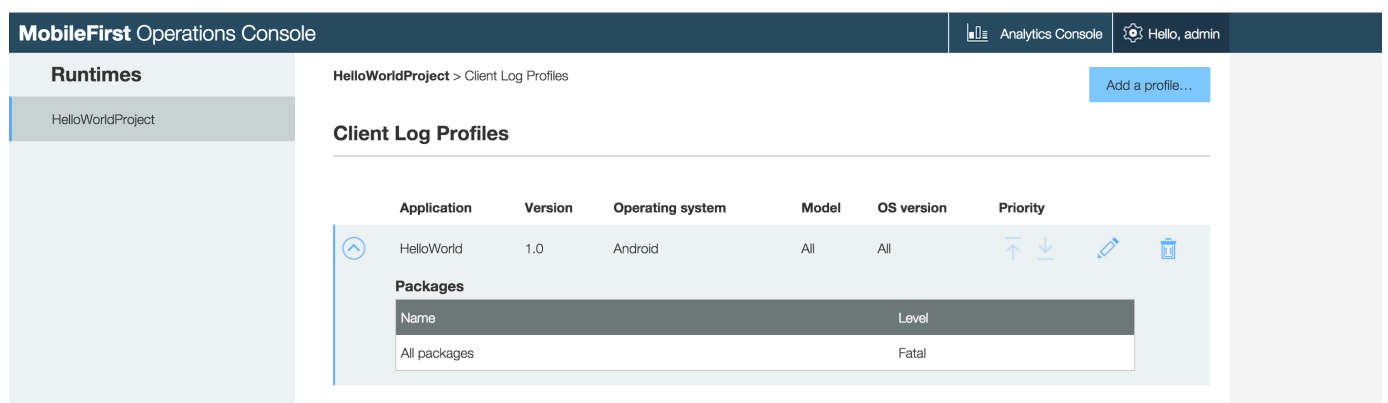 MobileFirst Operations Console Analytics Console Hello, admin
Runtimes
HelloWorldProject
HelloWorldProject > Client Log Profiles
Add a profile...
Client Log Profiles
Application Version Operating system Model OS version Priority
HelloWorld 1.0 Android All All
Packages
Name Level
All packages Fatal